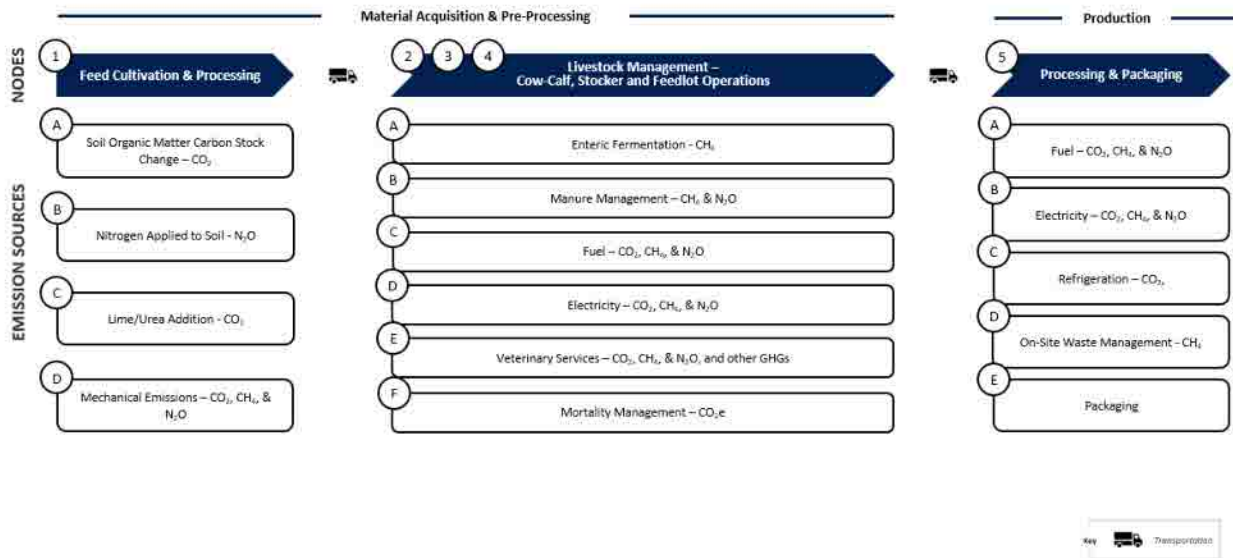 Material Acquisition & Pre-Processing
Production
NODES
1
Feed Cultivation & Processing
2
3
4
Livestock Management –
Cow-Calf, Stocker and Feedlot Operations
5
Processing & Packaging
EMISSION SOURCES
A
Soil Organic Matter Carbon Stock
Change – CO₂
B
Nitrogen Applied to Soil - N₂O
C
Lime/Urea Addition - CO₂
D
Mechanical Emissions – CO₂, CH₄, &
N₂O
A
Enteric Fermentation - CH₄
B
Manure Management – CH₄ & N₂O
C
Fuel – CO₂, CH₄, & N₂O
D
Electricity – CO₂, CH₄, & N₂O
E
Veterinary Services – CO₂, CH₄, & N₂O, and other GHGs
F
Mortality Management – CO₂e
A
Fuel – CO₂, CH₄, & N₂O
B
Electricity – CO₂, CH₄, & N₂O
C
Refrigeration – CO₂,
D
On-Site Waste Management - CH₄
E
Packaging
Key
Transportation